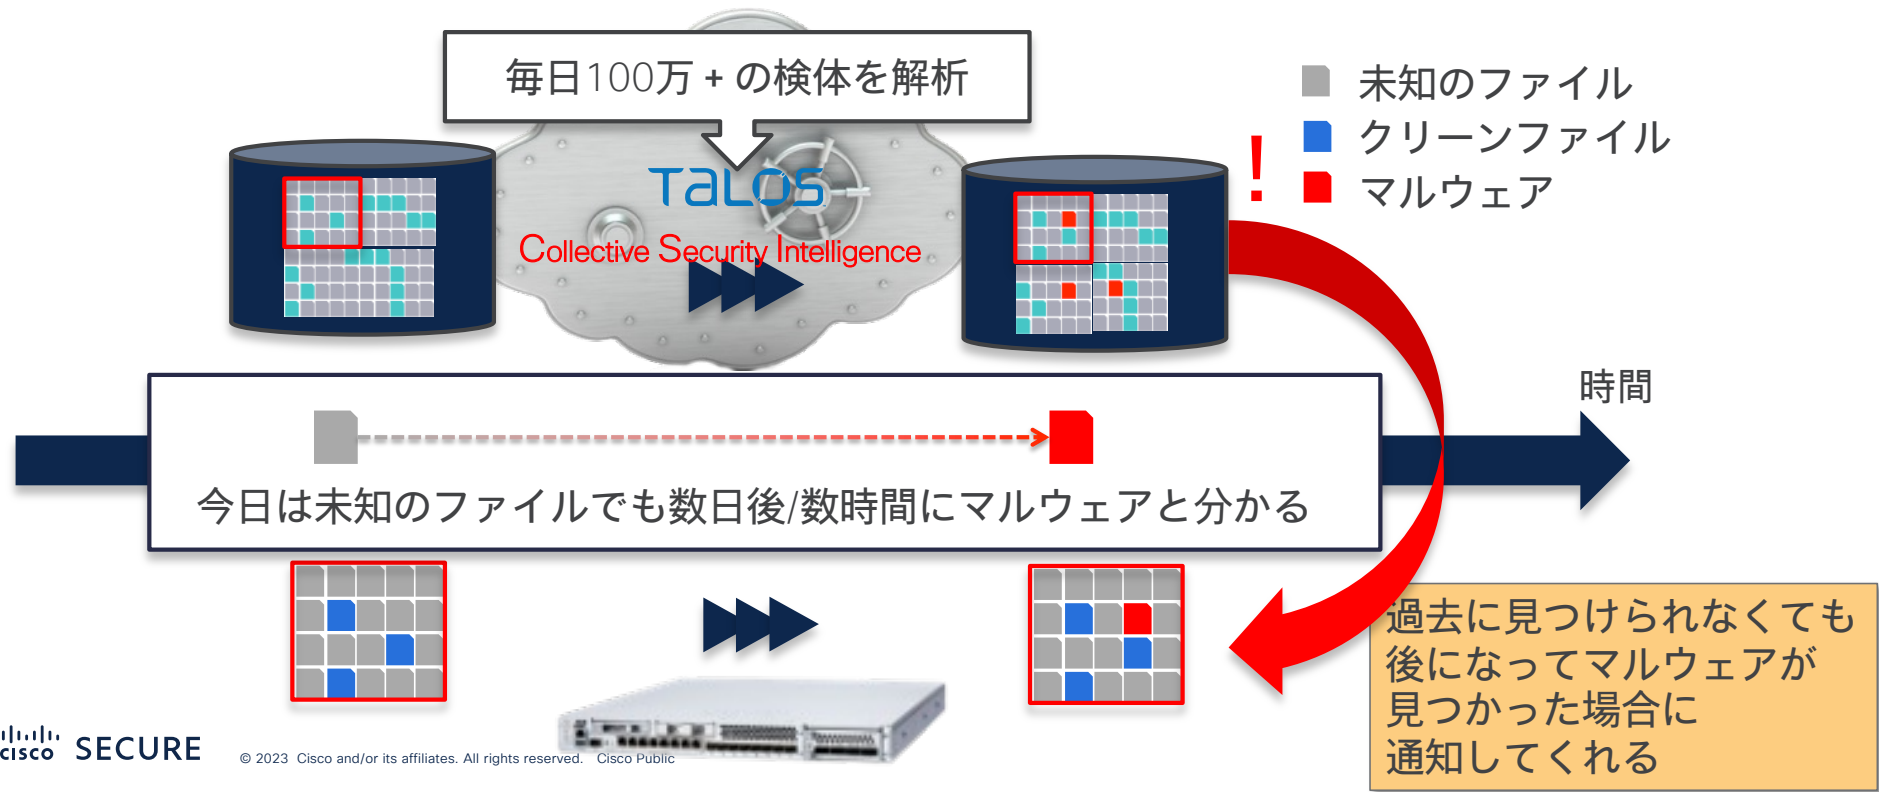 毎日100万 + の検体を解析
TALOS
Collective Security Intelligence
!
未知のファイル
クリーンファイル
マルウェア
時間
今日は未知のファイルでも数日後/数時間にマルウェアと分かる
過去に見つけられなくても
後になってマルウェアが
見つかった場合に
通知してくれる
cisco SECURE
© 2023 Cisco and/or its affiliates. All rights reserved. Cisco Public